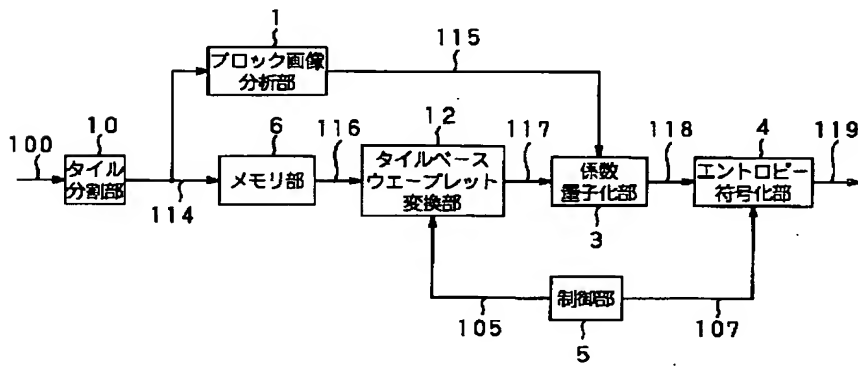 1
ブロック画像
分析部
115
100
10
タイル
分割部
114
6
メモリ部
116
12
タイルベース
ウエーブレット
変換部
117
係数
量子化部
3
118
4
エントロピー
符号化部
119
105
制御部
5
107